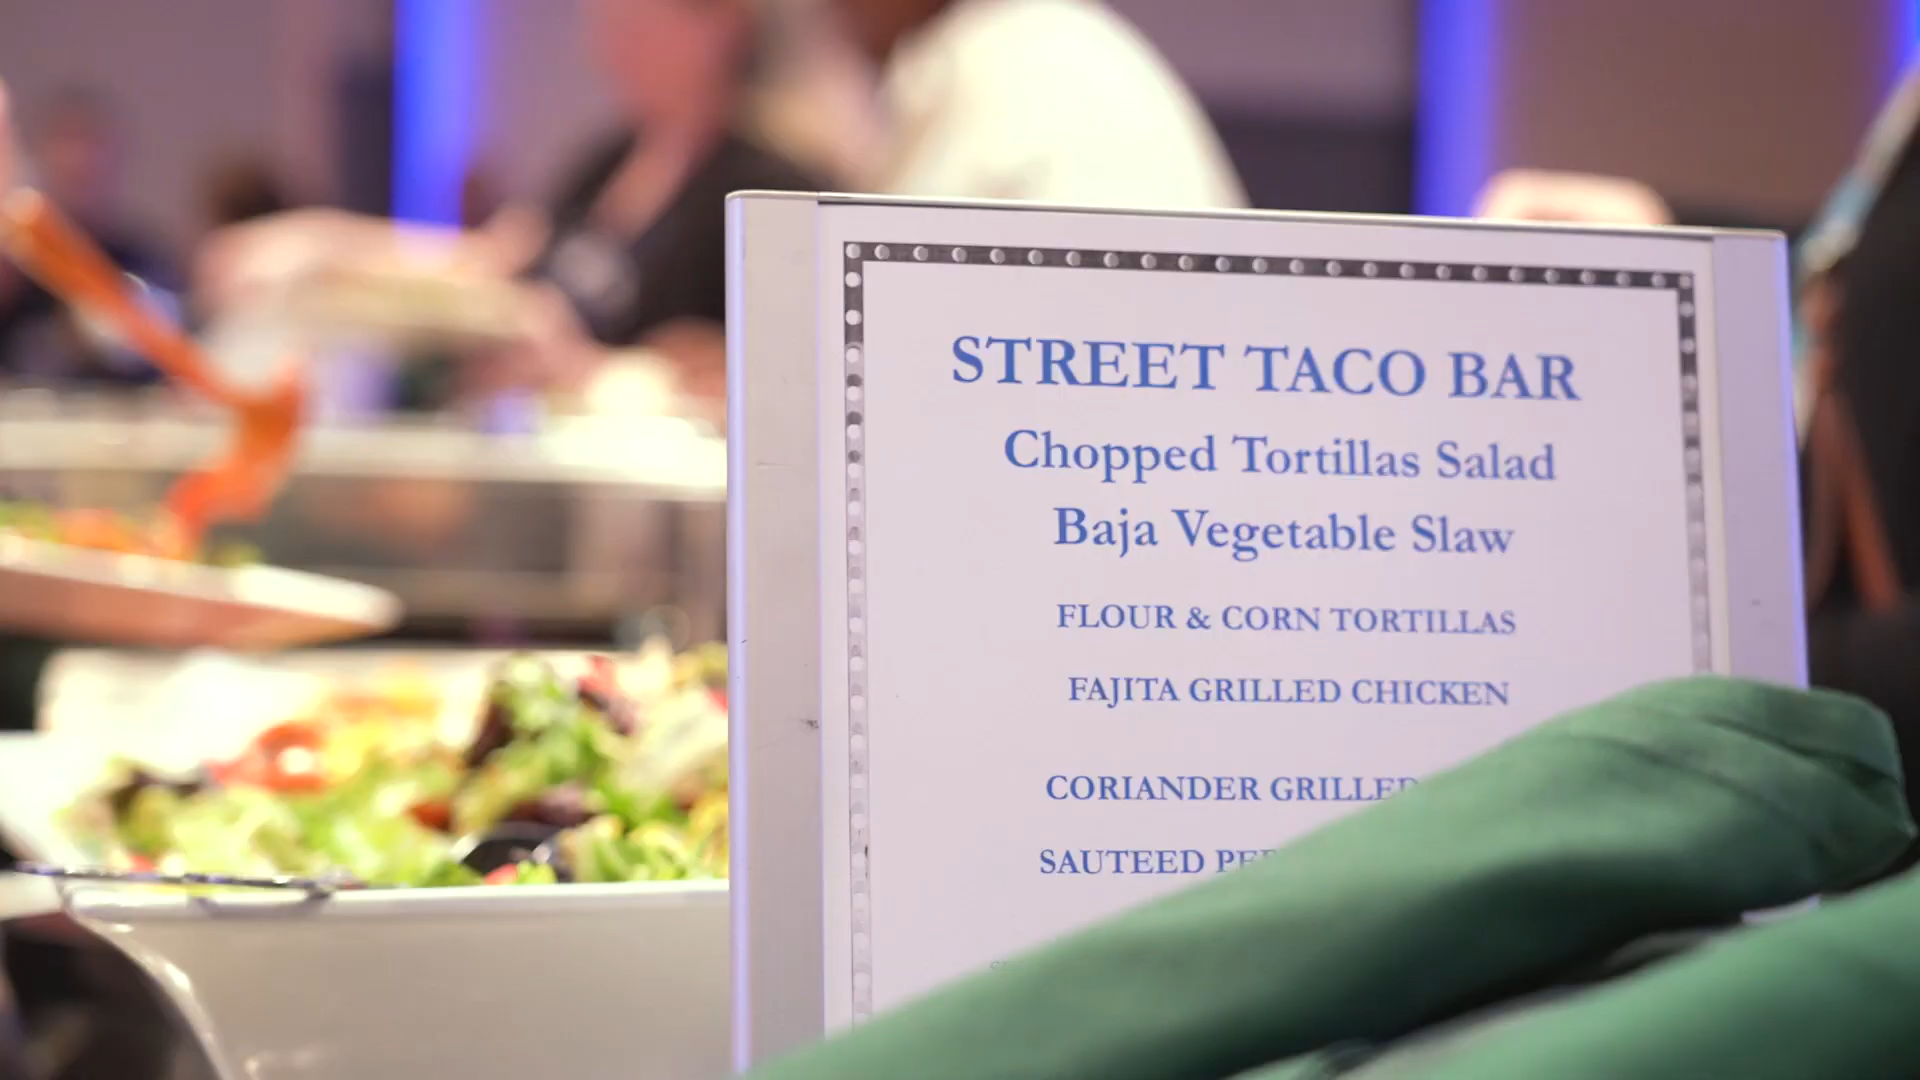 STREET TACO BAR
Chopped Tortillas Salad
Baja Vegetable Slaw
FLOUR & CORN TORTILLAS
FAJITA GRILLED CHICKEN
CORIANDER GRILLED
SAUTEED